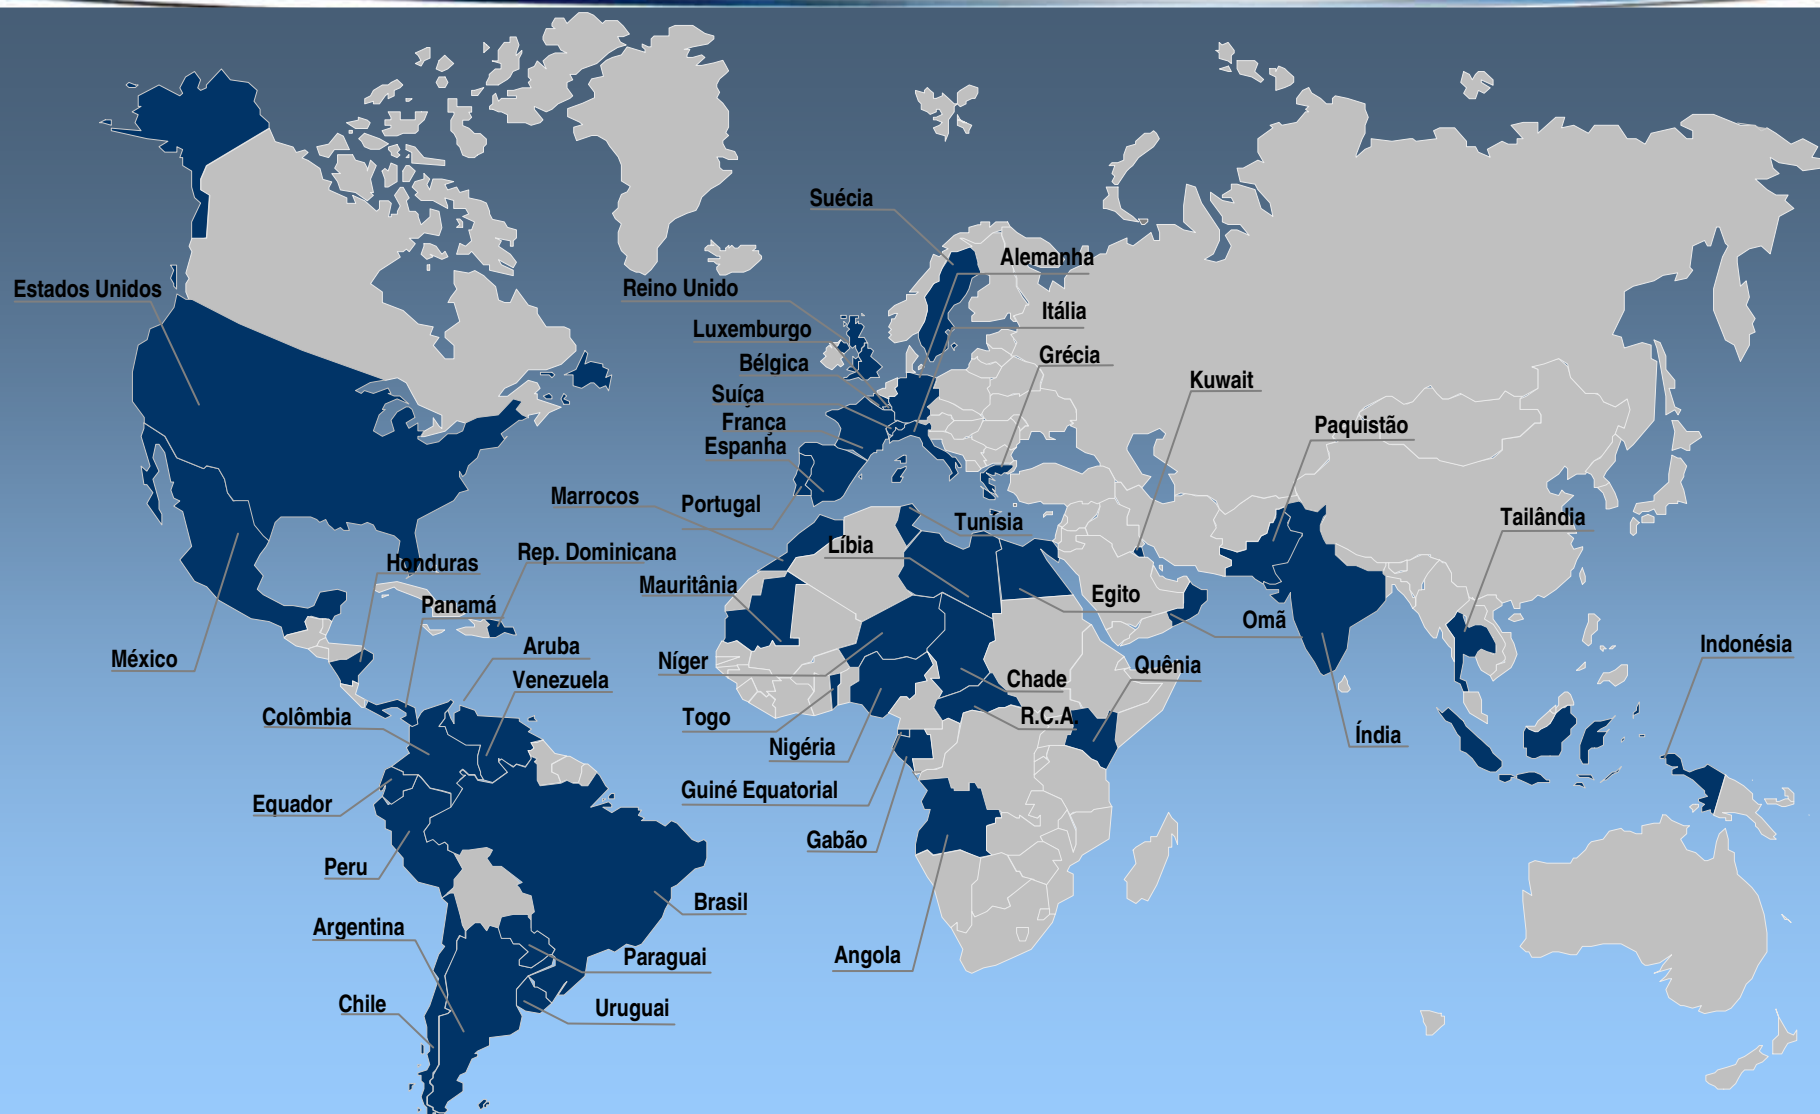 Suécia
Alemanha
Estados Unidos
Reino Unido
Itália
Luxemburgo
Grécia
Bélgica
Kuwait
Suíça
França
Paquistão
Espanha
Marrocos
Portugal
Tunísia
Tailândia
Líbia
Rep. Dominicana
Honduras
Mauritânia
Egito
Panamá
Omã
Aruba
Indonésia
México
Níger
Quênia
Venezuela
Chade
Colômbia
Togo
R.C.A.
Índia
Nigéria
Guiné Equatorial
Equador
Gabão
Peru
Brasil
Argentina
Angola
Paraguai
Chile
Uruguai